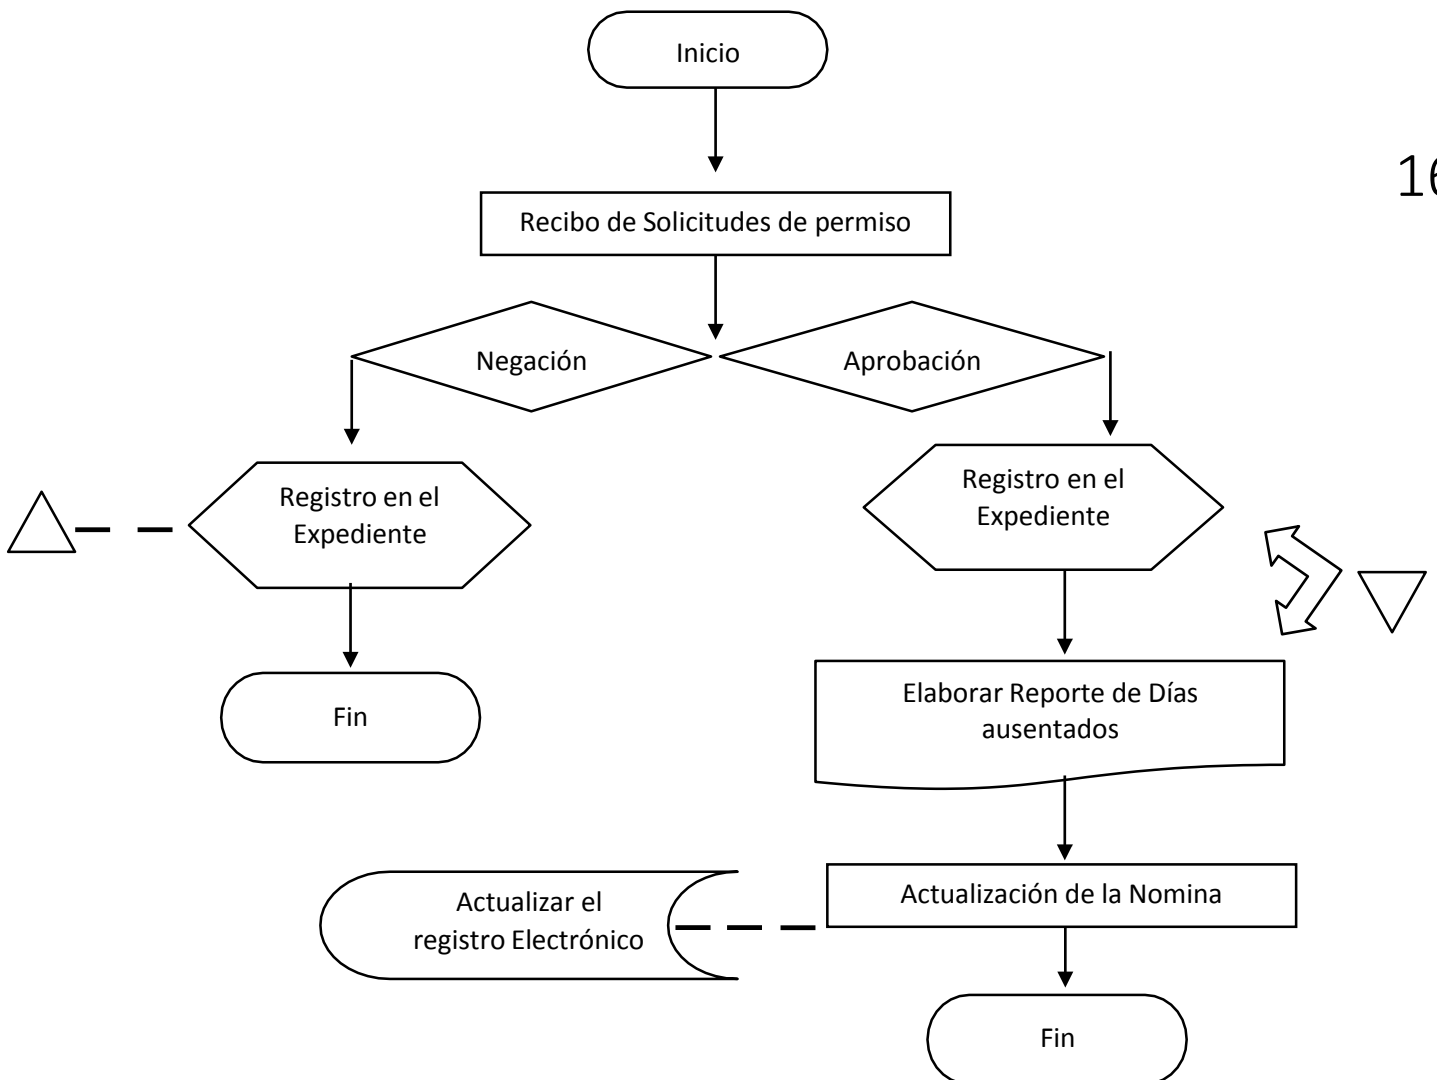 Inicio
16
Recibo de Solicitudes de permiso
Negación
Aprobación
Registro en el
Expediente
Registro en el
Expediente
Fin
Elaborar Reporte de Días
ausentados
Actualizar el
registro Electrónico
Actualización de la Nomina
Fin